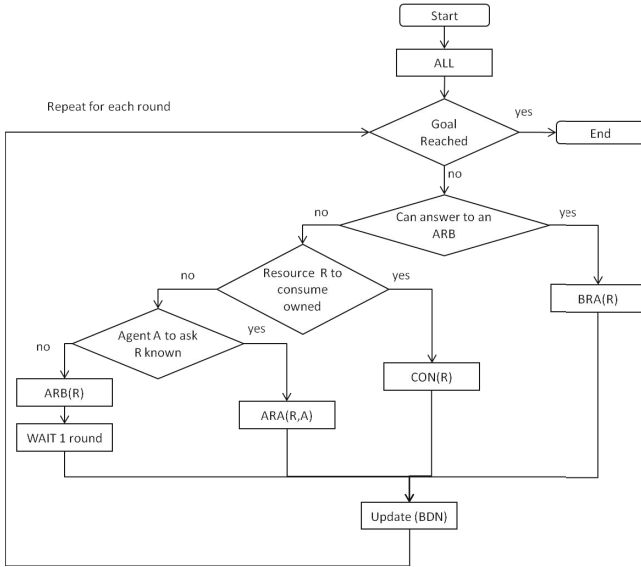 Start
ALL
Repeat for each round
Goal
Reached
yes
End
no
Can answer to an
ARB
no
yes
Resource R to
consume
owned
no
yes
BRA(R)
Agent A to ask
R known
no
yes
CON(R)
ARB(R)
ARA(R,A)
WAIT 1 round
Update (BDN)